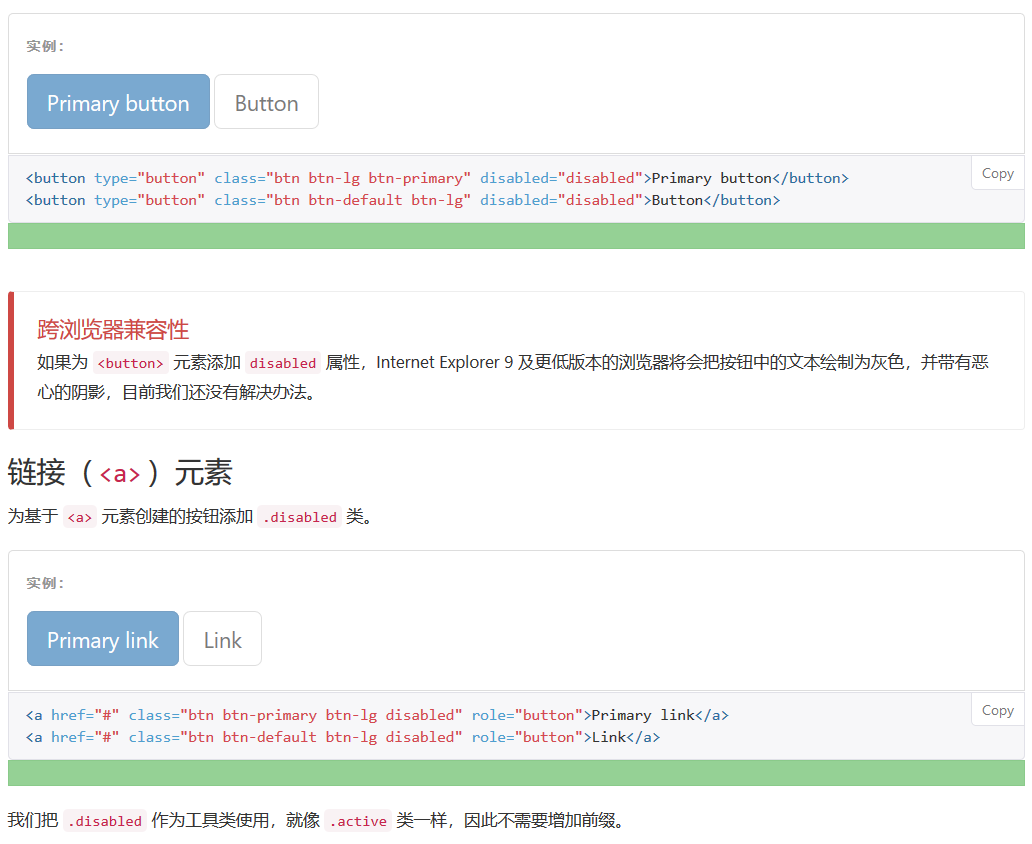 实例：
Primary button Button
Copy
<button type="button" class="btn btn-lg btn-primary" disabled="disabled">Primary button</button>
<button type="button" class="btn btn-default btn-lg" disabled="disabled">Button</button>
跨浏览器兼容性
如果为 <button> 元素添加 disabled 属性，Internet Explorer 9 及更低版本的浏览器将会把按钮中的文本绘制为灰色，并带有恶
心的阴影，目前我们还没有解决办法。
链接（<a>）元素
为基于 <a> 元素创建的按钮添加 .disabled 类。
实例：
Primary link Link
Copy
<a href="#" class="btn btn-primary btn-lg disabled" role="button">Primary link</a>
<a href="#" class="btn btn-default btn-lg disabled" role="button">Link</a>
我们把 .disabled 作为工具类使用，就像 .active 类一样，因此不需要增加前缀。